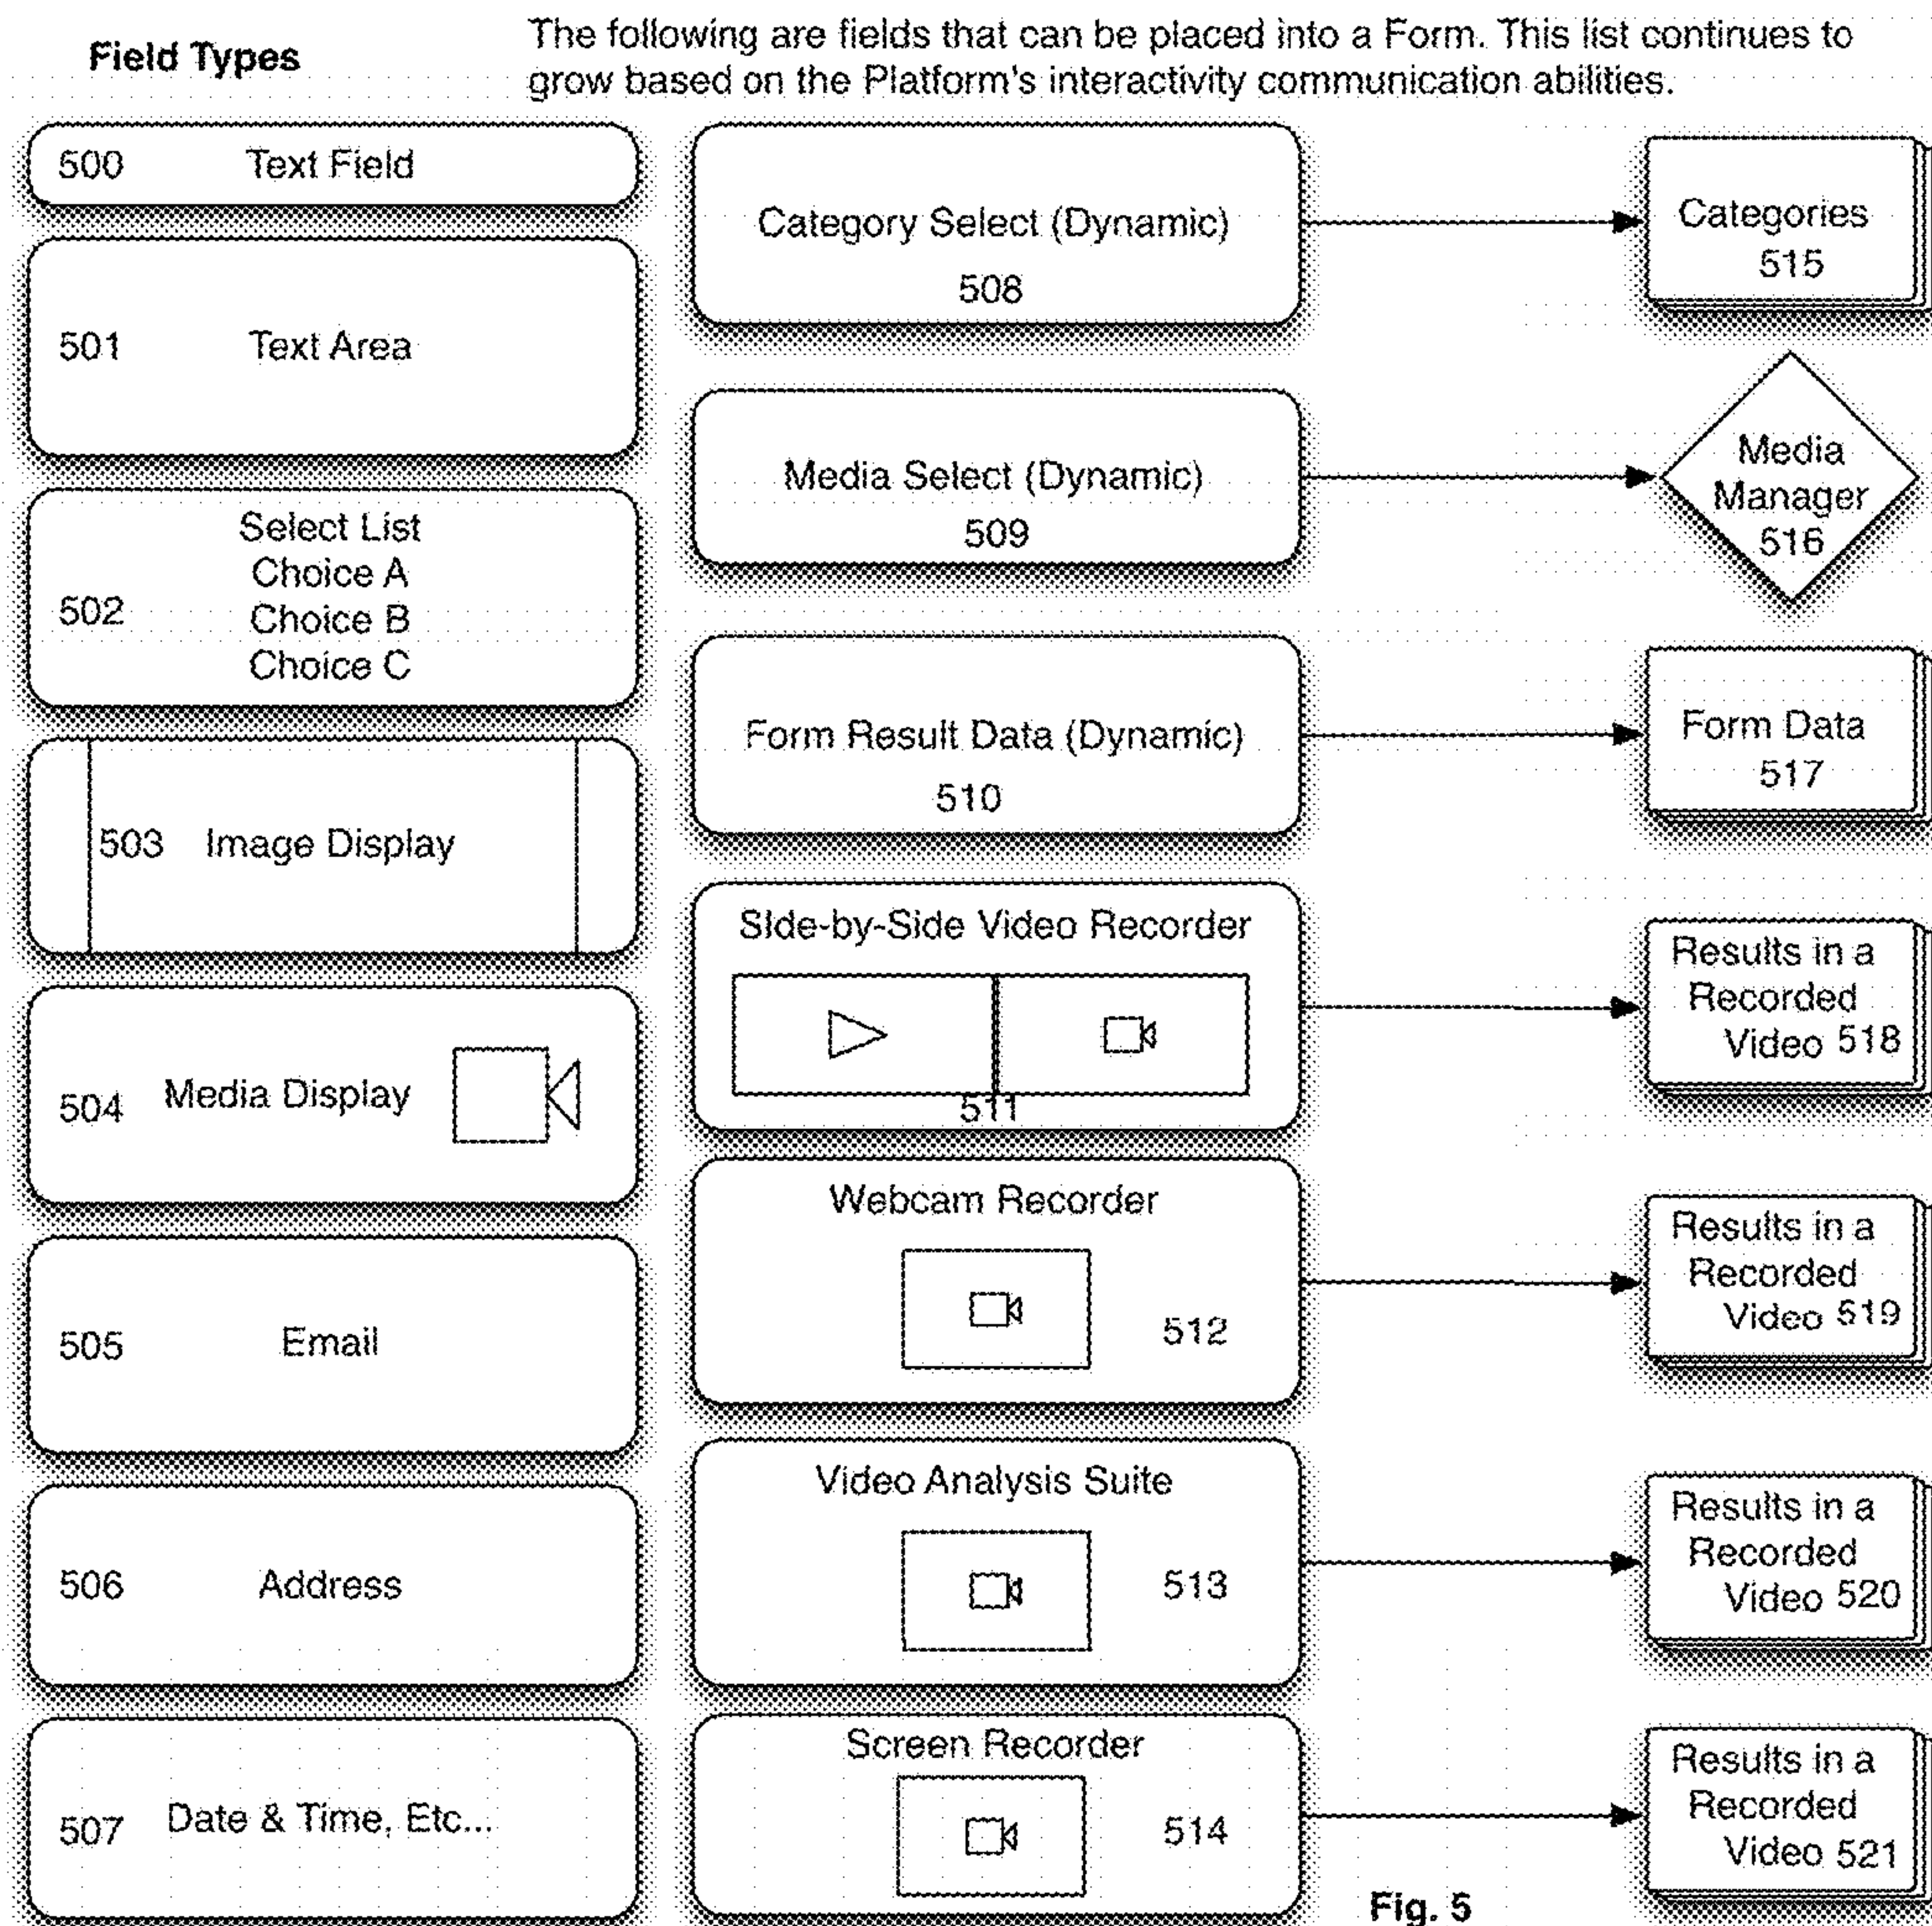 Field Types
The following are fields that can be placed into a Form. This list continues to
grow based on the Platform's interactivity communication abilities.
500 Text Field
501 Text Area
Select List
Choice A
502 Choice B
Choice C
503 Image Display
504 Media Display
505 Email
506 Address
507 Date & Time, Etc...
Category Select (Dynamic)
508
Media Select (Dynamic)
509
Form Result Data (Dynamic)
510
SIde-by-Side Video Recorder
511
Webcam Recorder
512
Video Analysis Suite
513
Screen Recorder
514
Categories
515
Media
Manager
516
Form Data
517
Results in a
Recorded
Video 518
Results in a
Recorded
Video 519
Results in a
Recorded
Video 520
Results in a
Recorded
Video 521
Fig. 5